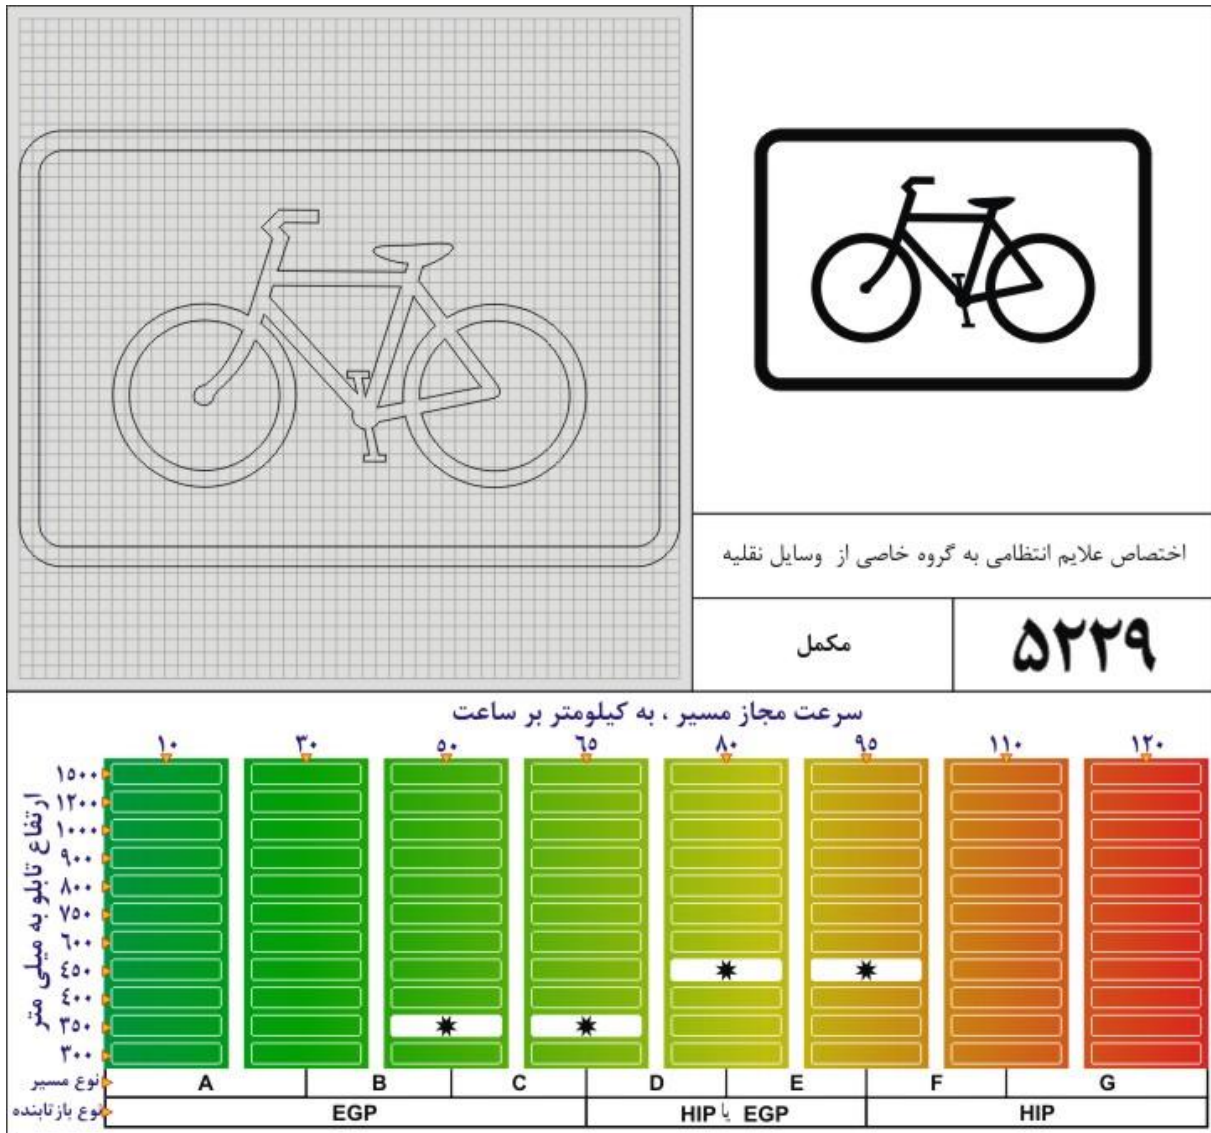 اختصاص علایم انتظامی به گروه خاصی از وسایل نقلیه
۵۲۲۹
مکمل
سرعت مجاز مسیر ، به کیلومتر بر ساعت
۱۰ ۳۰ ۵۰ ۶۵ ۸۰ ۹۵ ۱۱۰ ۱۲۰
ارتفاع تابلو به میلی متر
۱۵۰۰
۱۲۰۰
۱۰۰۰
۹۰۰
۸۰۰
۷۵۰
۶۰۰
۴۵۰
۴۰۰
۳۵۰
۳۰۰
نوع مسیر A B C D E F G
نوع بازتابنده EGP HIP یا EGP HIP